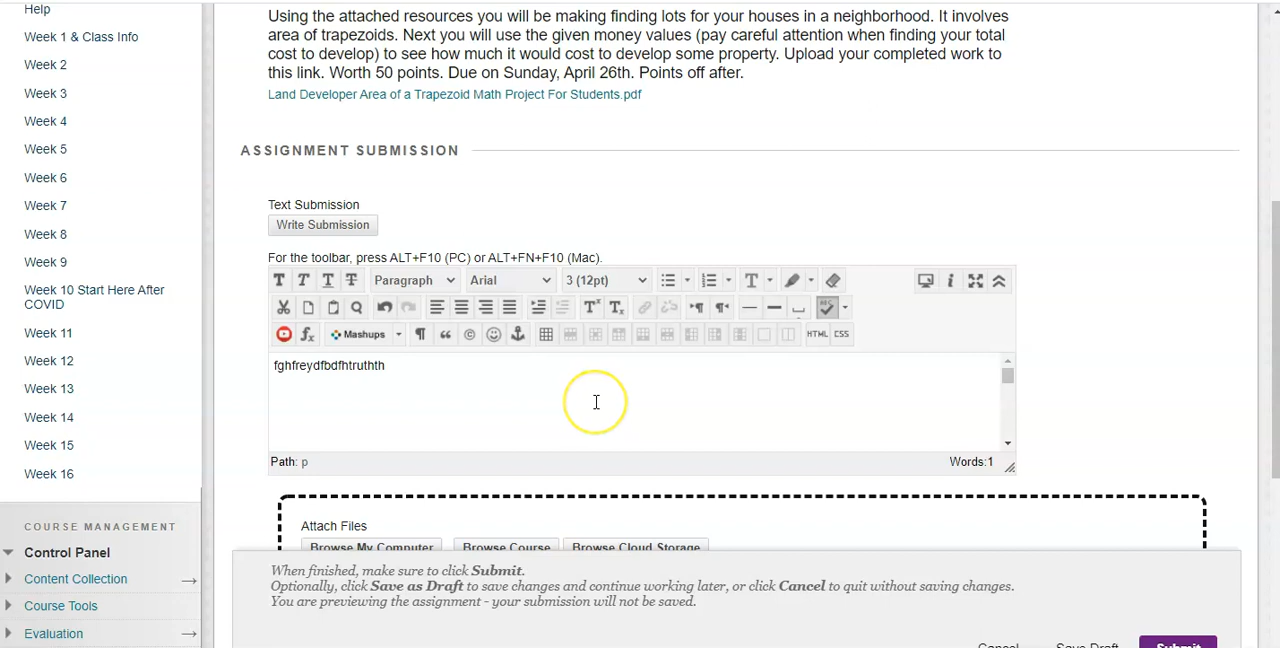 Help
Week 1 & Class Info
Week 2
Week 3
Week 4
Week 5
Week 6
Week 7
Week 8
Week 9
Week 10 Start Here After
COVID
Week 11
Week 12
Week 13
Week 14
Week 15
Week 16
COURSE MANAGEMENT
Control Panel
Content Collection
Course Tools
Evaluation
Using the attached resources you will be making finding lots for your houses in a neighborhood. It involves
area of trapezoids. Next you will use the given money values (pay careful attention when finding your total
cost to develop) to see how much it would cost to develop some property. Upload your completed work to
this link. Worth 50 points. Due on Sunday, April 26th. Points off after.
Land Developer Area of a Trapezoid Math Project For Students.pdf
ASSIGNMENT SUBMISSION
Text Submission
Write Submission
For the toolbar, press ALT+F10 (PC) or ALT+FN+F10 (Mac).
T T T T Paragraph Arial 3 (12pt) T i
Tx Tx ABC
fx Mashups HTML CSS
fghfreydfbdfhtruthth
Path: p Words:1
Attach Files
Browse My Computer Browse Course Browse Cloud Storage
When finished, make sure to click Submit.
Optionally, click Save as Draft to save changes and continue working later, or click Cancel to quit without saving changes.
You are previewing the assignment - your submission will not be saved.
Cancel Save Draft Submit